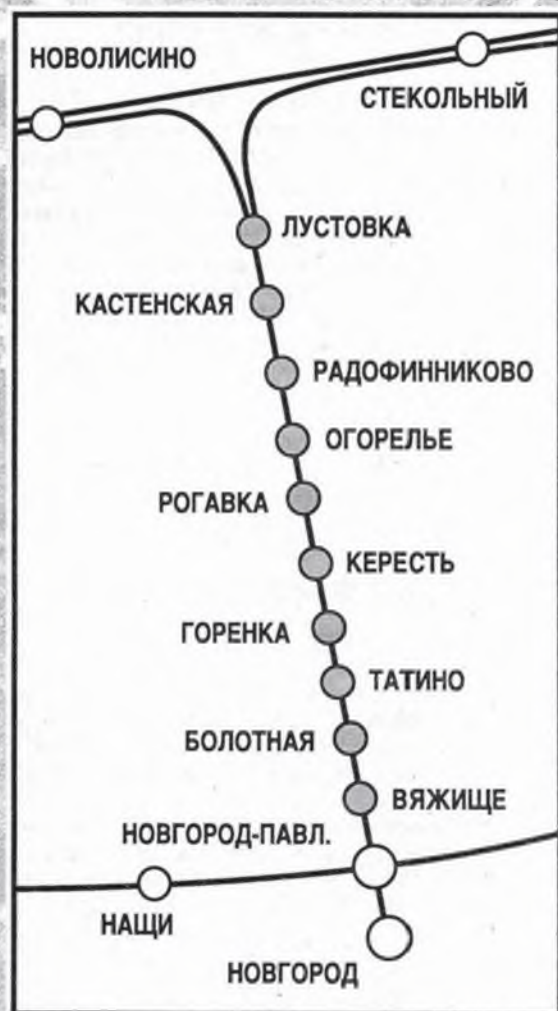 НОВОЛИСИНО
СТЕКОЛЬНЫЙ
ЛУСТОВКА
КАСТЕНСКАЯ
РАДОФИННИКОВО
ОГОРЕЛЬЕ
РОГАВКА
КЕРЕСТЬ
ГОРЕНКА
ТАТИНО
БОЛОТНАЯ
ВЯЖИЩЕ
НОВГОРОД-ПАВЛ.
НАЩИ
НОВГОРОД